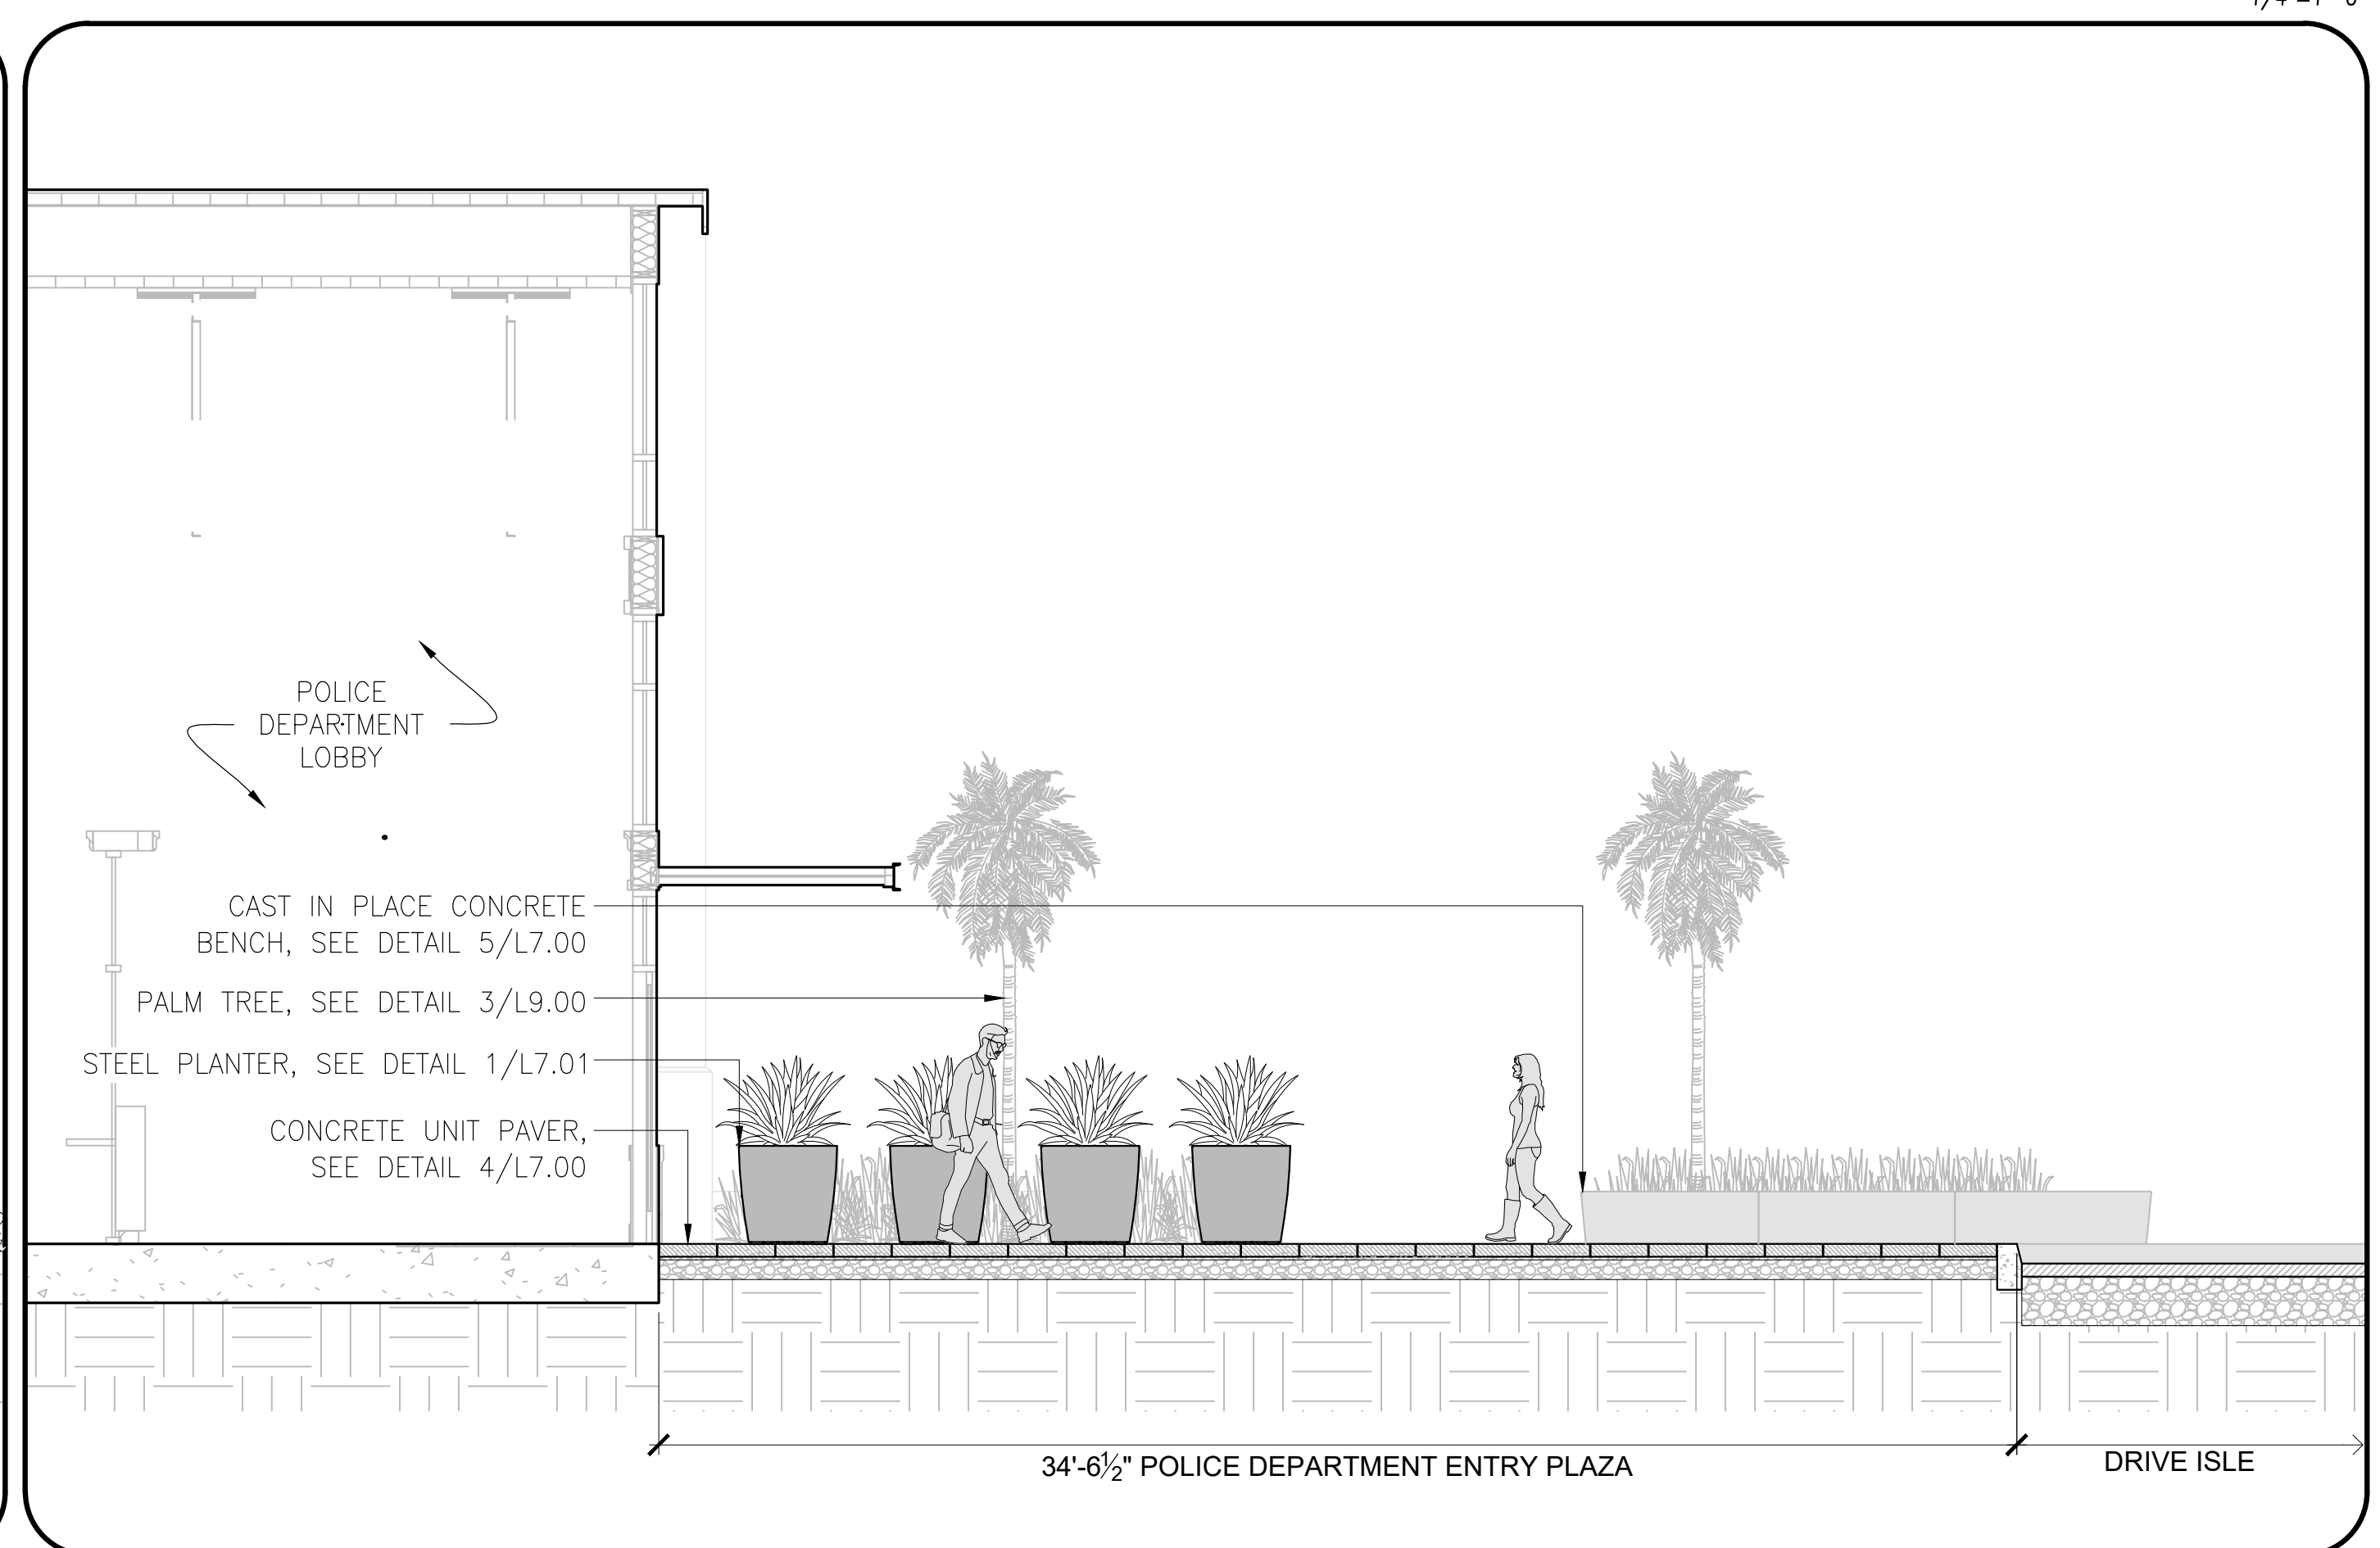 POLICE
DEPARTMENT
LOBBY
CAST IN PLACE CONCRETE
BENCH, SEE DETAIL 5/L7.00
PALM TREE, SEE DETAIL 3/L9.00
STEEL PLANTER, SEE DETAIL 1/L7.01
CONCRETE UNIT PAVER,
SEE DETAIL 4/L7.00
34'-6½" POLICE DEPARTMENT ENTRY PLAZA
DRIVE ISLE